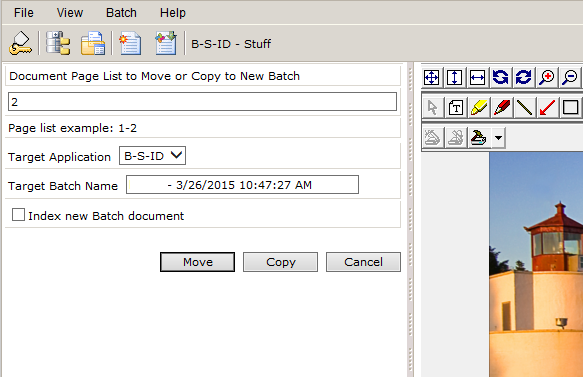 File View Batch Help
B-S-ID - Stuff
Document Page List to Move or Copy to New Batch
2
Page list example: 1-2
Target Application B-S-ID
Target Batch Name - 3/26/2015 10:47:27 AM
Index new Batch document
Move Copy Cancel
T